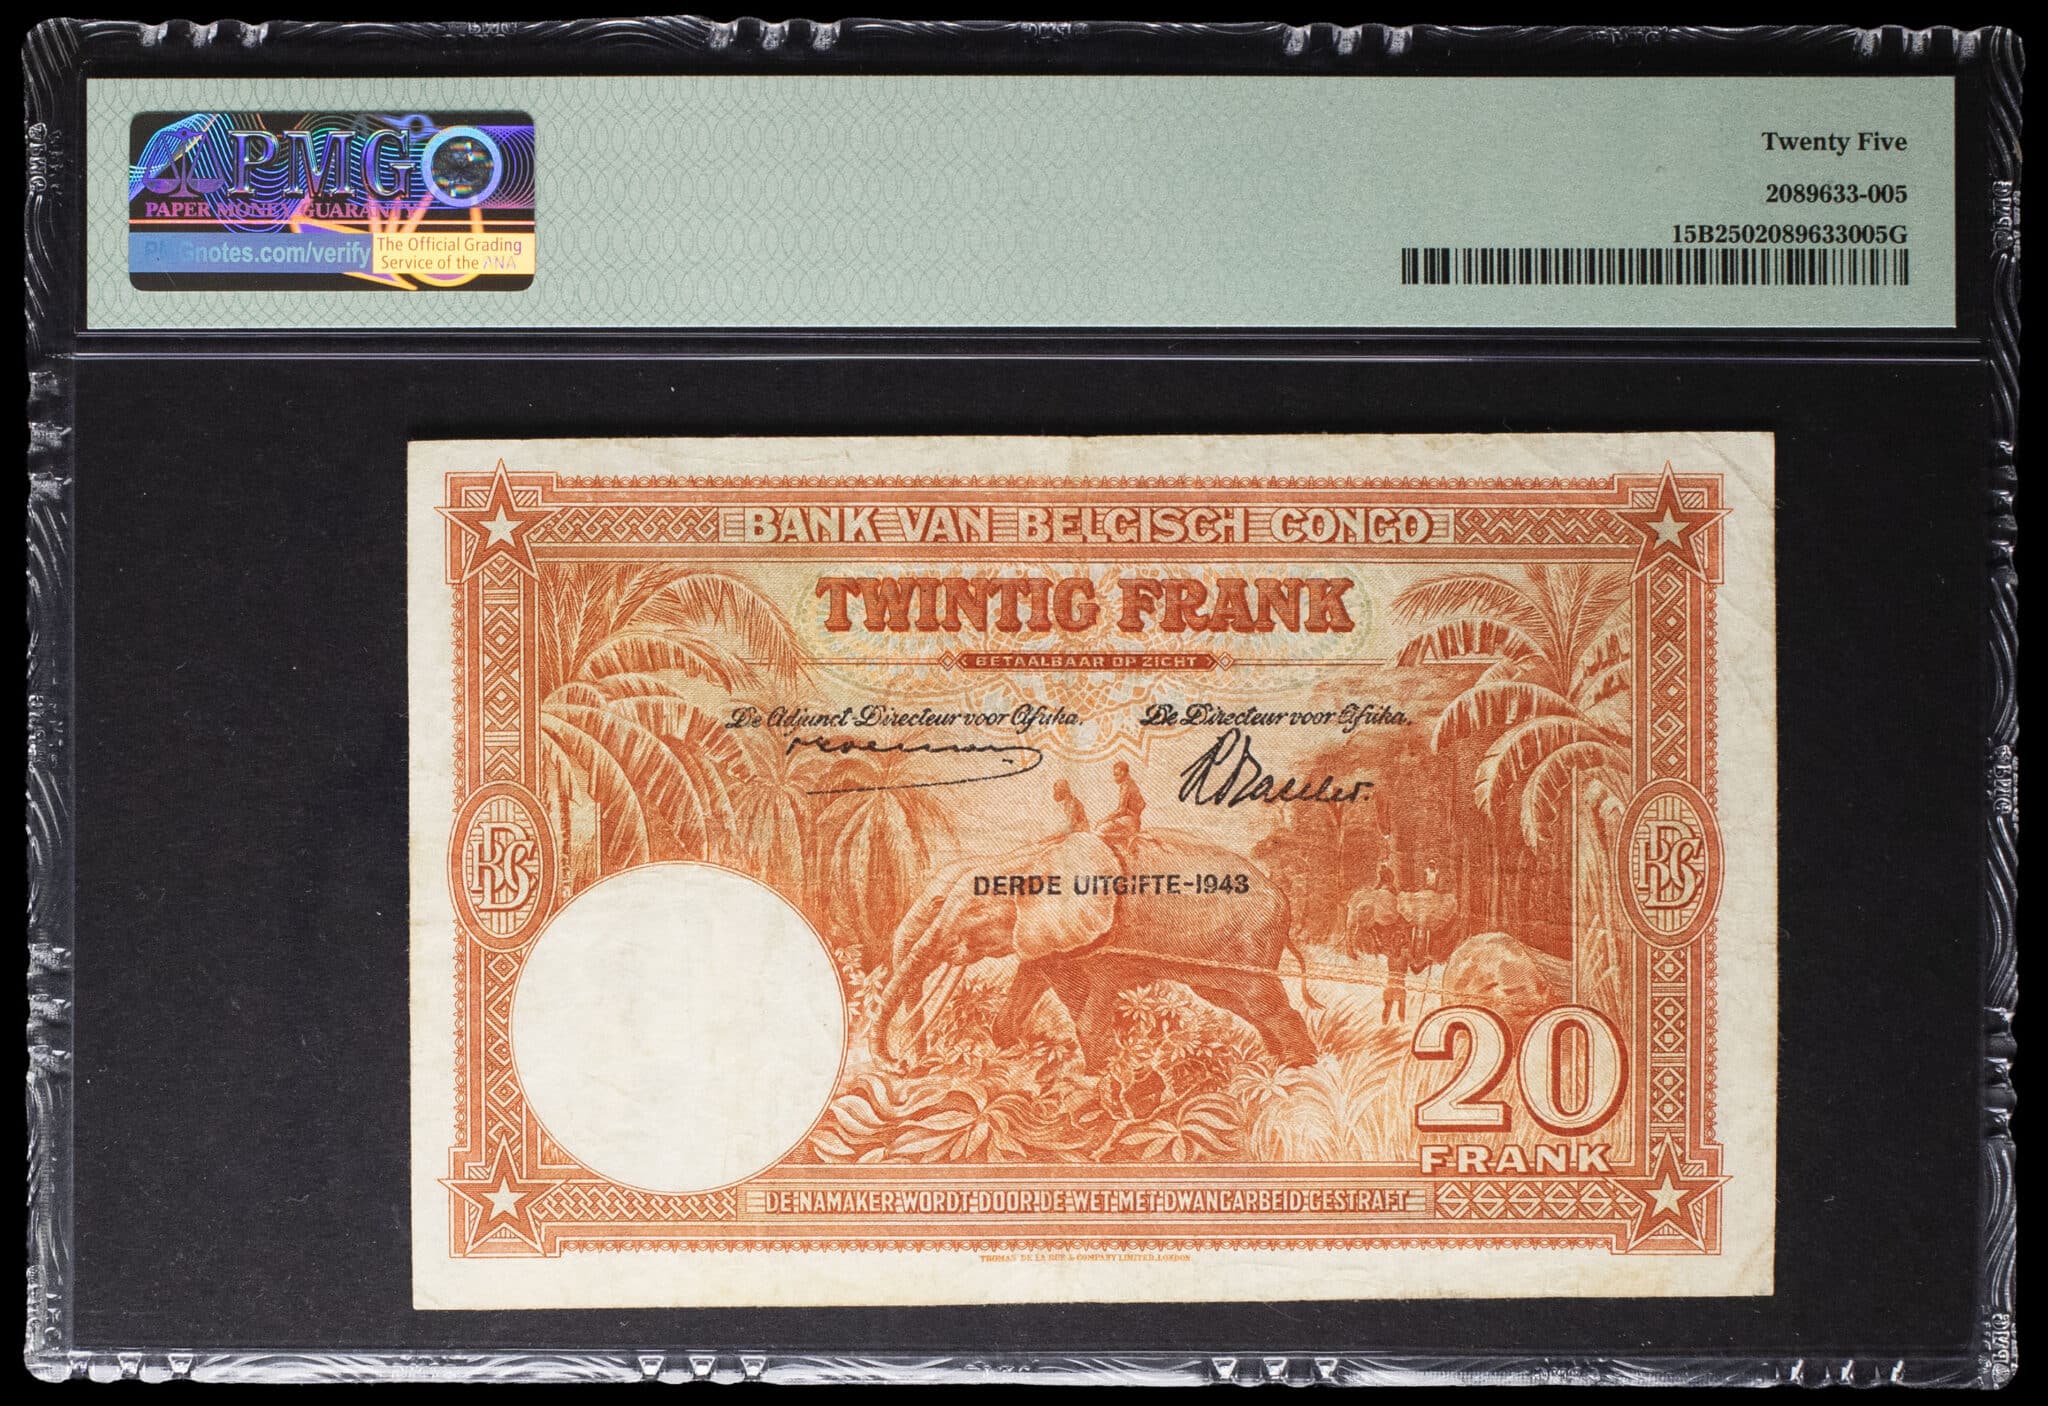 PMG
PAPER MONEY GUARANTY
PMGnotes.com/verify
The Official Grading
Service of the ANA
Twenty Five
2089633-005
15B2502089633005G
BANK VAN BELGISCH CONGO
TWINTIG FRANK
BETAALBAAR OP ZICHT
De Adjunct-Directeur voor Afrika.
De Directeur voor Afrika.
DERDE UITGIFTE-1943
20
FRANK
DE NAMAKER WORDT DOOR DE WET MET DWANGARBEID GESTRAFT
THOMAS DE LA RUE & COMPANY LIMITED, LONDON